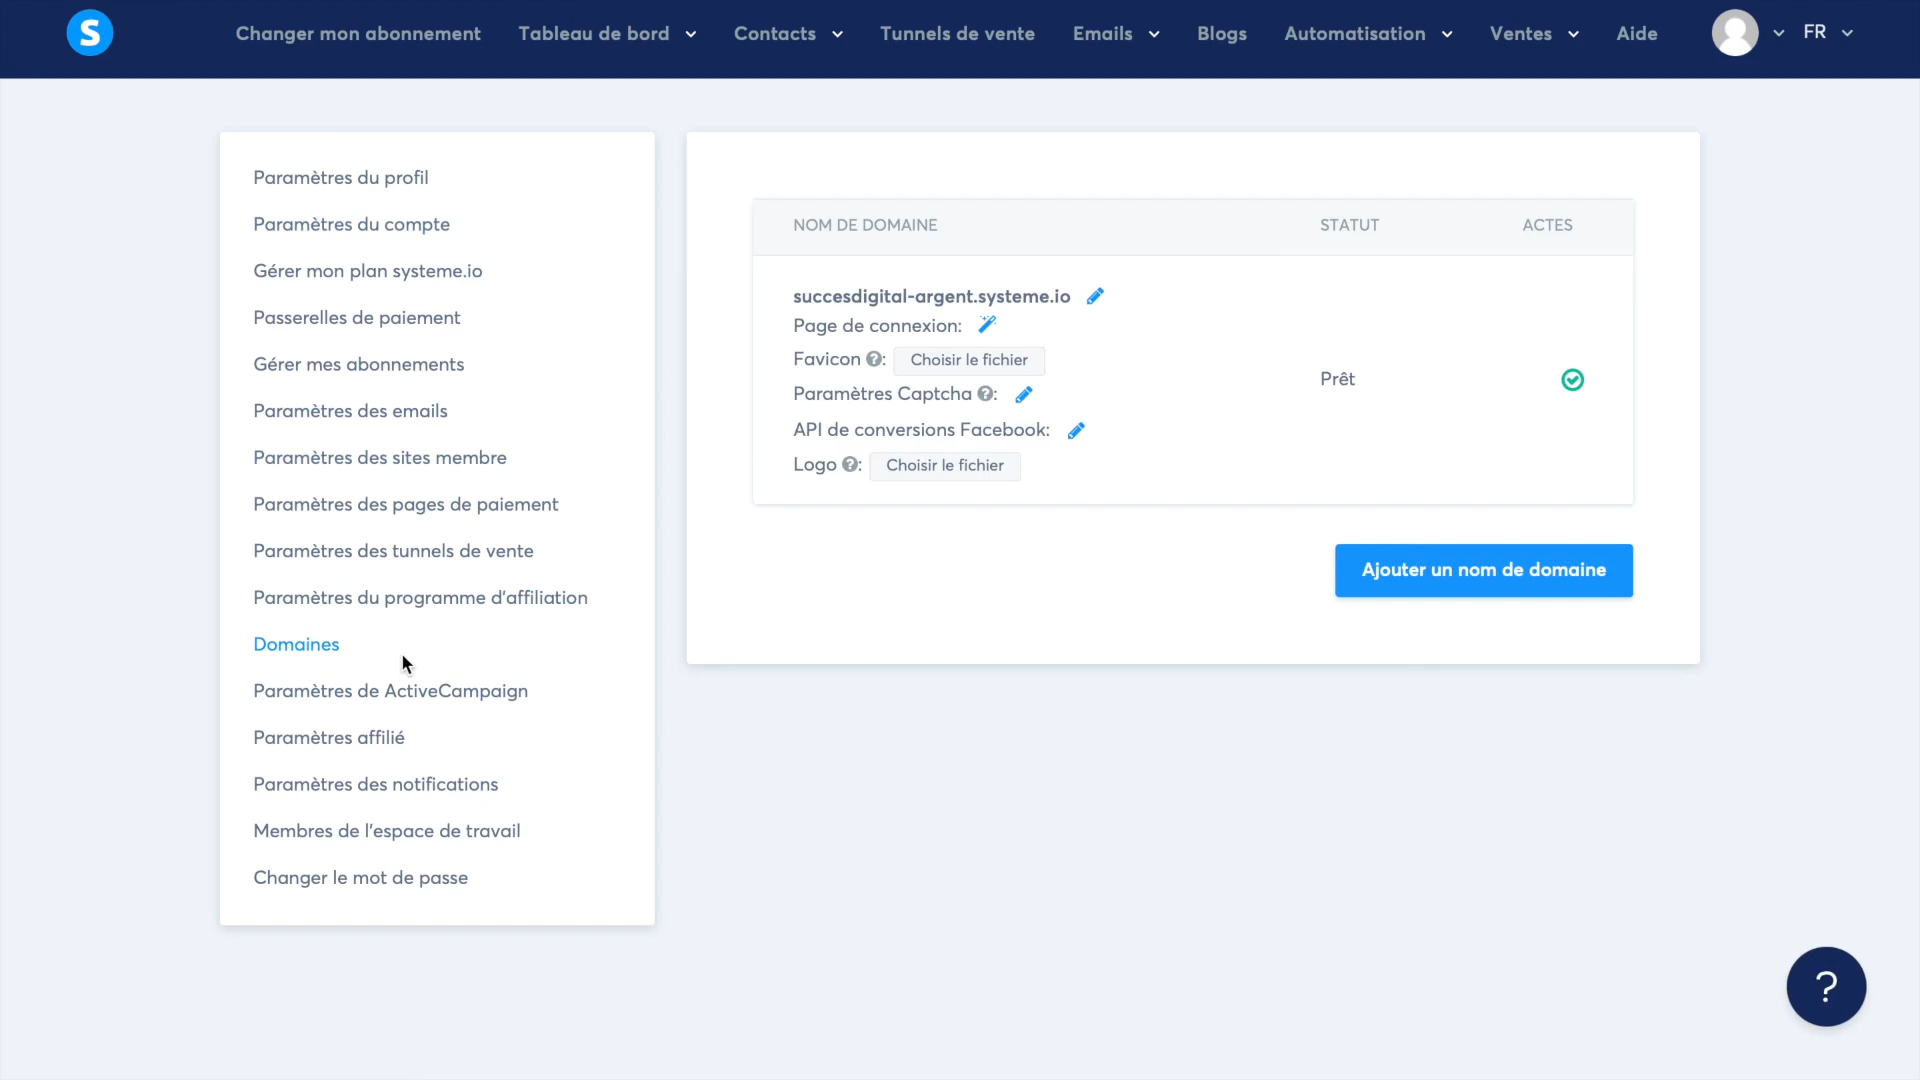 S
Changer mon abonnement
Tableau de bord
Contacts
Tunnels de vente
Emails
Blogs
Automatisation
Ventes
Aide
FR
Paramètres du profil
Paramètres du compte
Gérer mon plan systeme.io
Passerelles de paiement
Gérer mes abonnements
Paramètres des emails
Paramètres des sites membre
Paramètres des pages de paiement
Paramètres des tunnels de vente
Paramètres du programme d'affiliation
Domaines
Paramètres de ActiveCampaign
Paramètres affilié
Paramètres des notifications
Membres de l'espace de travail
Changer le mot de passe
NOM DE DOMAINE STATUT ACTES
succesdigital-argent.systeme.io
Page de connexion:
Favicon ?: Choisir le fichier
Paramètres Captcha ?:
Prêt
API de conversions Facebook:
Logo ?: Choisir le fichier
Ajouter un nom de domaine
?